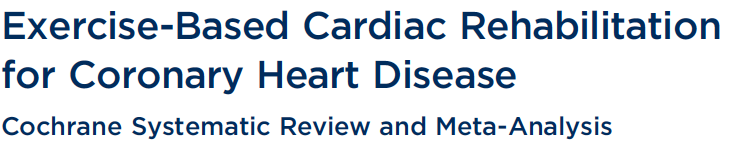 Exercise-Based Cardiac Rehabilitation
for Coronary Heart Disease
Cochrane Systematic Review and Meta-Analysis